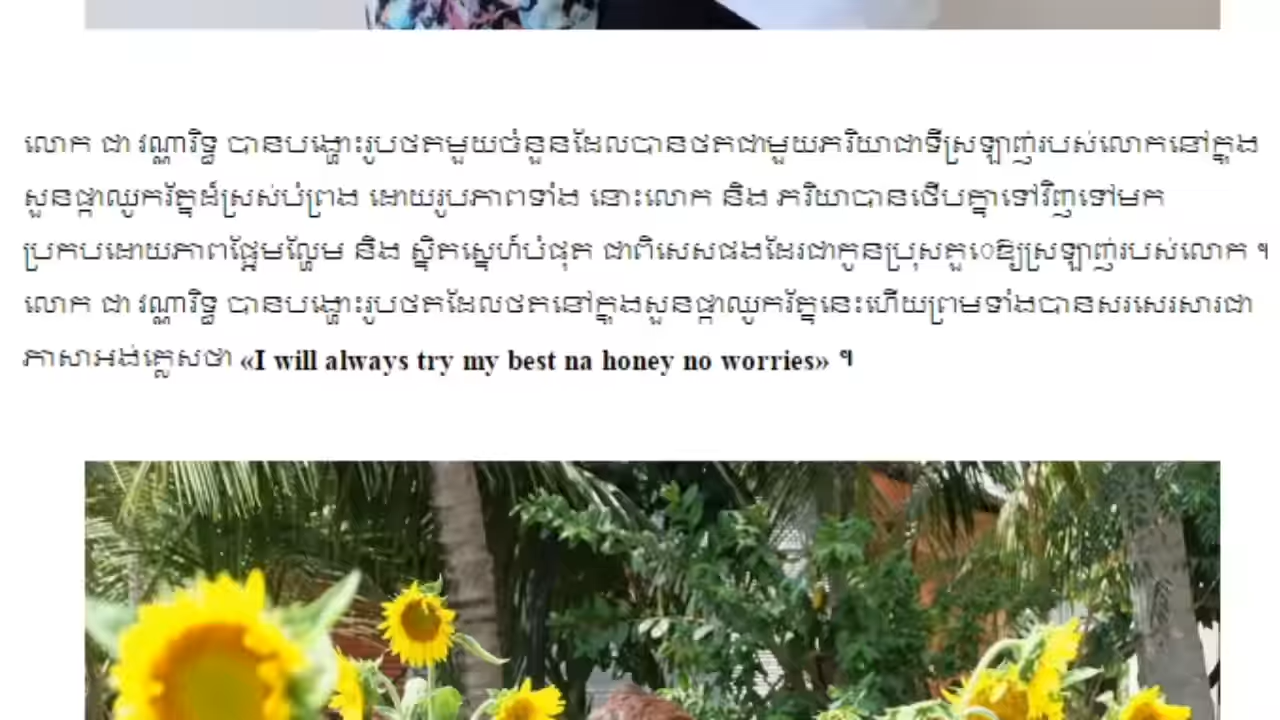 លោក ជា វណ្ណារិទ្ធ បានបង្ហោះរូបថតមួយចំនួនដែលបានថតជាមួយភរិយាជាទីស្រឡាញ់របស់លោកនៅក្នុង
សួនផ្កាឈូករ័ត្នដ៏ស្រស់បំព្រង ដោយរូបភាពទាំង នោះលោក និង ភរិយាបានថើបគ្នាទៅវិញទៅមក
ប្រកបដោយភាពផ្អែមល្ហែម និង ស្និតស្នេហ៍បំផុត ជាពិសេសផងដែរជាកូនប្រុសតួេឱ្យស្រឡាញ់របស់លោក ។
លោក ជា វណ្ណារិទ្ធ បានបង្ហោះរូបថតដែលថតនៅក្នុងសួនផ្កាឈូករ័ត្ននេះហើយព្រមទាំងបានសរសេរសារជា
ភាសាអង់គ្លេសថា «I will always try my best na honey no worries» ។